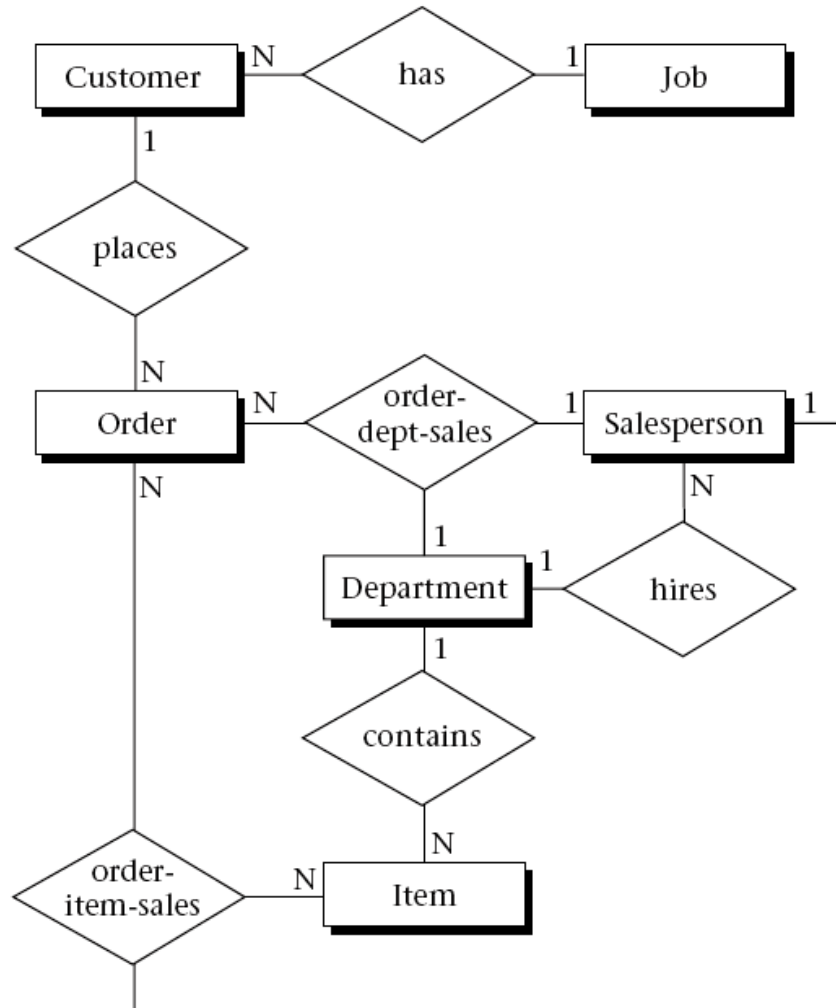 Customer
N
has
1
Job
1
places
N
Order
N
order-
dept-sales
1
Salesperson
1
N
N
1
Department
1
hires
1
contains
N
order-
item-sales
N
Item